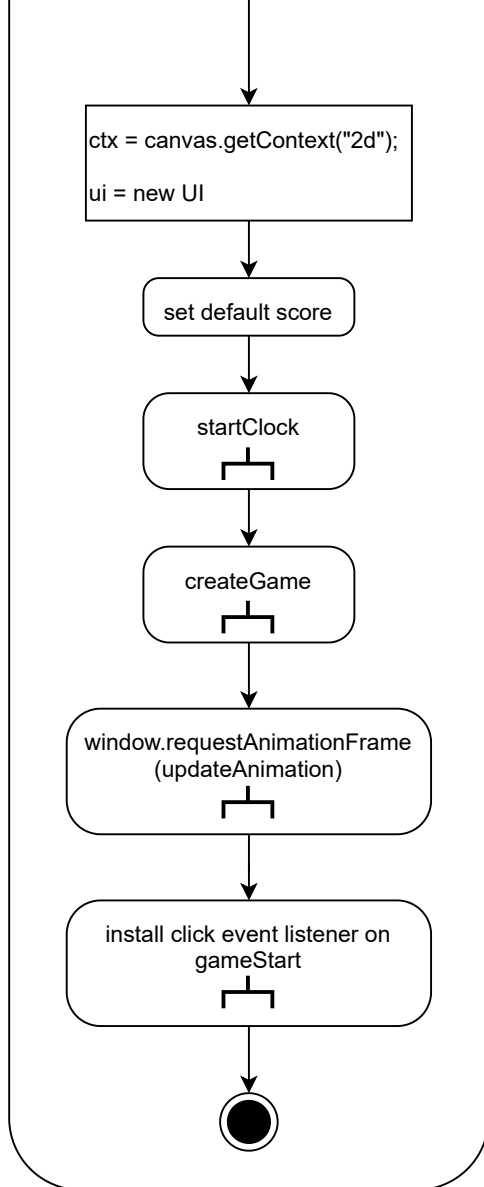 ctx = canvas.getContext("2d");
ui = new UI
set default score
startClock
createGame
window.requestAnimationFrame
(updateAnimation)
install click event listener on
gameStart